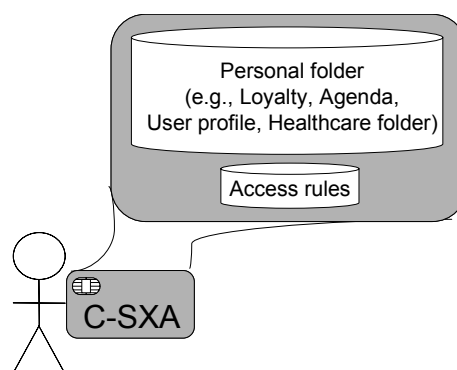 Personal folder
(e.g., Loyalty, Agenda,
User profile, Healthcare folder)
Access rules
C-SXA